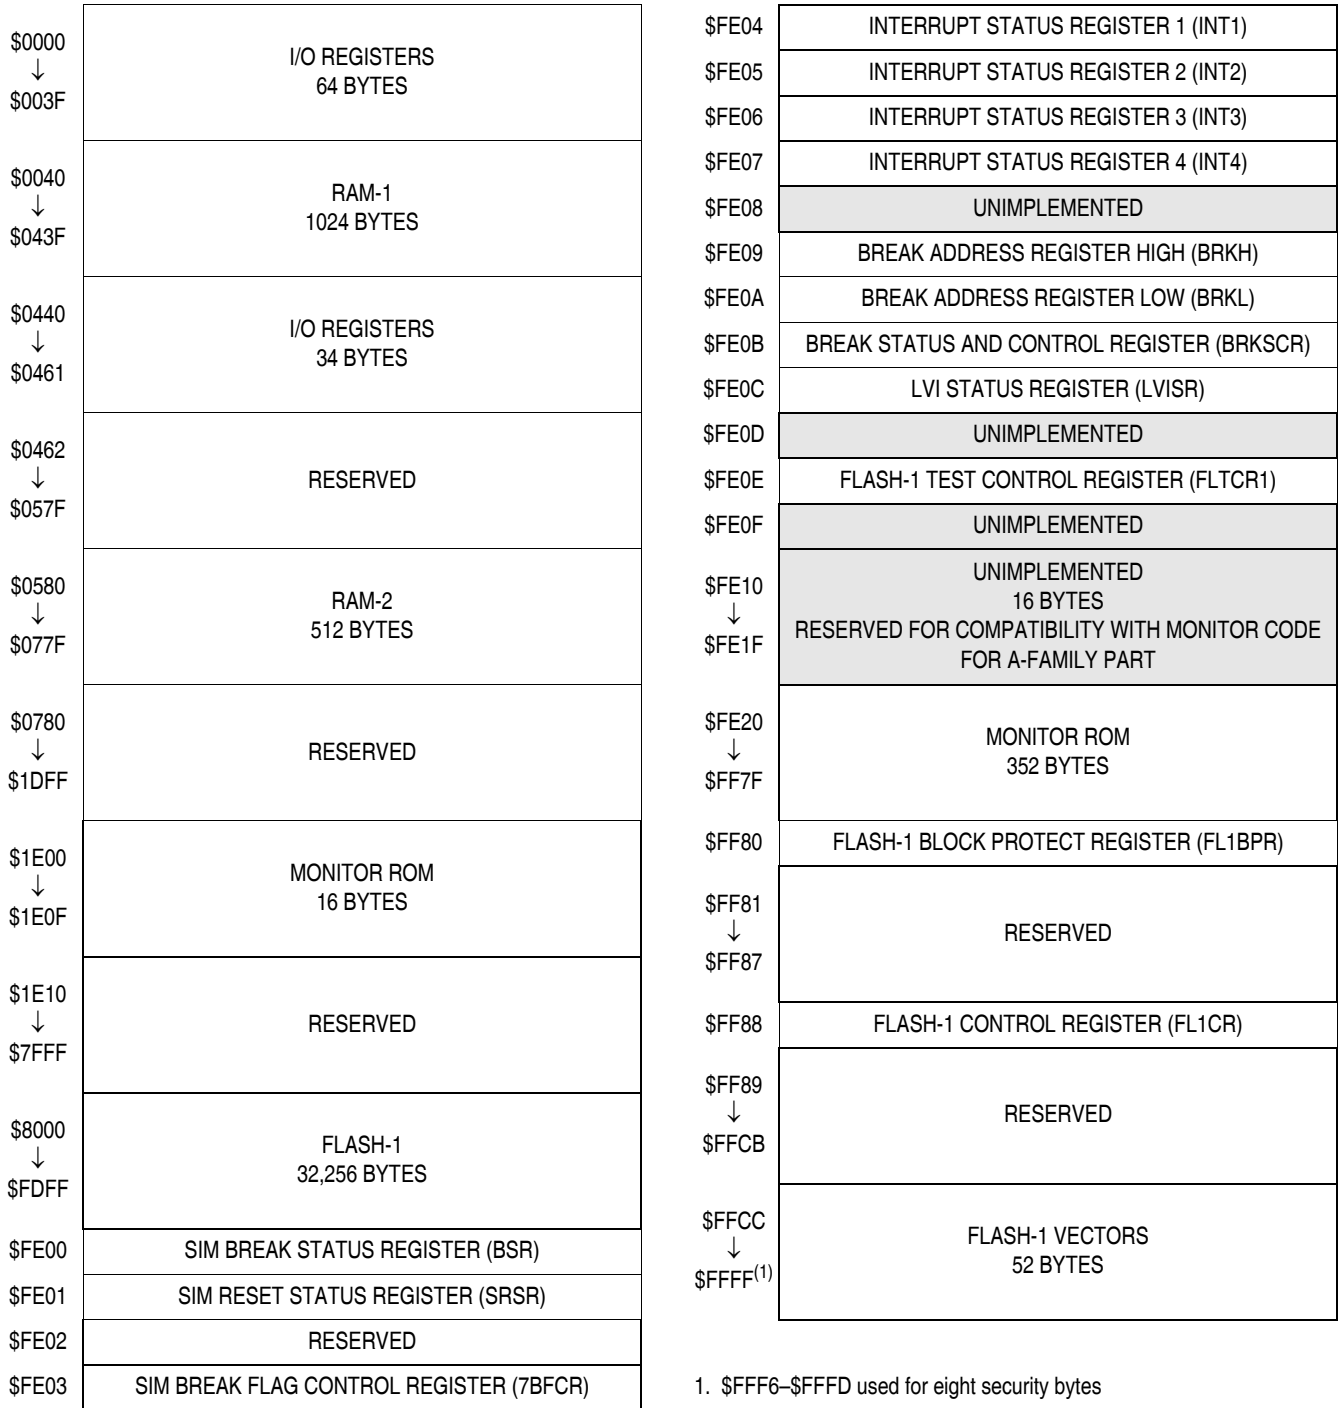 $0000
↓
$003F
I/O REGISTERS
64 BYTES
$0040
↓
$043F
RAM-1
1024 BYTES
$0440
↓
$0461
I/O REGISTERS
34 BYTES
$0462
↓
$057F
RESERVED
$0580
↓
$077F
RAM-2
512 BYTES
$0780
↓
$1DFF
RESERVED
$1E00
↓
$1E0F
MONITOR ROM
16 BYTES
$1E10
↓
$7FFF
RESERVED
$8000
↓
$FDFF
FLASH-1
32,256 BYTES
$FE00 SIM BREAK STATUS REGISTER (BSR)
$FE01 SIM RESET STATUS REGISTER (SRSR)
$FE02 RESERVED
$FE03 SIM BREAK FLAG CONTROL REGISTER (7BFCR)
$FE04 INTERRUPT STATUS REGISTER 1 (INT1)
$FE05 INTERRUPT STATUS REGISTER 2 (INT2)
$FE06 INTERRUPT STATUS REGISTER 3 (INT3)
$FE07 INTERRUPT STATUS REGISTER 4 (INT4)
$FE08 UNIMPLEMENTED
$FE09 BREAK ADDRESS REGISTER HIGH (BRKH)
$FE0A BREAK ADDRESS REGISTER LOW (BRKL)
$FE0B BREAK STATUS AND CONTROL REGISTER (BRKSCR)
$FE0C LVI STATUS REGISTER (LVISR)
$FE0D UNIMPLEMENTED
$FE0E FLASH-1 TEST CONTROL REGISTER (FLTCR1)
$FE0F UNIMPLEMENTED
$FE10
↓
$FE1F
UNIMPLEMENTED
16 BYTES
RESERVED FOR COMPATIBILITY WITH MONITOR CODE
FOR A-FAMILY PART
$FE20
↓
$FF7F
MONITOR ROM
352 BYTES
$FF80 FLASH-1 BLOCK PROTECT REGISTER (FL1BPR)
$FF81
↓
$FF87
RESERVED
$FF88 FLASH-1 CONTROL REGISTER (FL1CR)
$FF89
↓
$FFCB
RESERVED
$FFCC
↓
$FFFF(1)
FLASH-1 VECTORS
52 BYTES
1. $FFF6–$FFFD used for eight security bytes